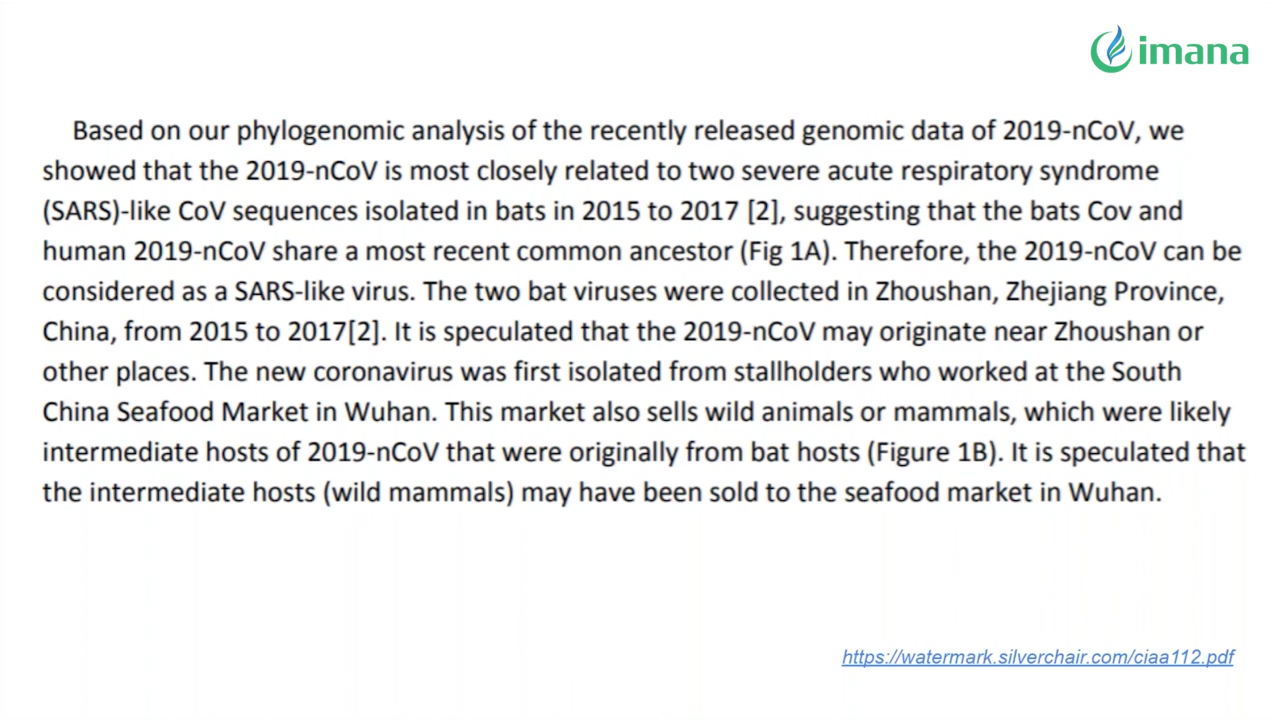 imana
Based on our phylogenomic analysis of the recently released genomic data of 2019-nCoV, we
showed that the 2019-nCoV is most closely related to two severe acute respiratory syndrome
(SARS)-like CoV sequences isolated in bats in 2015 to 2017 [2], suggesting that the bats Cov and
human 2019-nCoV share a most recent common ancestor (Fig 1A). Therefore, the 2019-nCoV can be
considered as a SARS-like virus. The two bat viruses were collected in Zhoushan, Zhejiang Province,
China, from 2015 to 2017[2]. It is speculated that the 2019-nCoV may originate near Zhoushan or
other places. The new coronavirus was first isolated from stallholders who worked at the South
China Seafood Market in Wuhan. This market also sells wild animals or mammals, which were likely
intermediate hosts of 2019-nCoV that were originally from bat hosts (Figure 1B). It is speculated that
the intermediate hosts (wild mammals) may have been sold to the seafood market in Wuhan.
https://watermark.silverchair.com/ciaa112.pdf